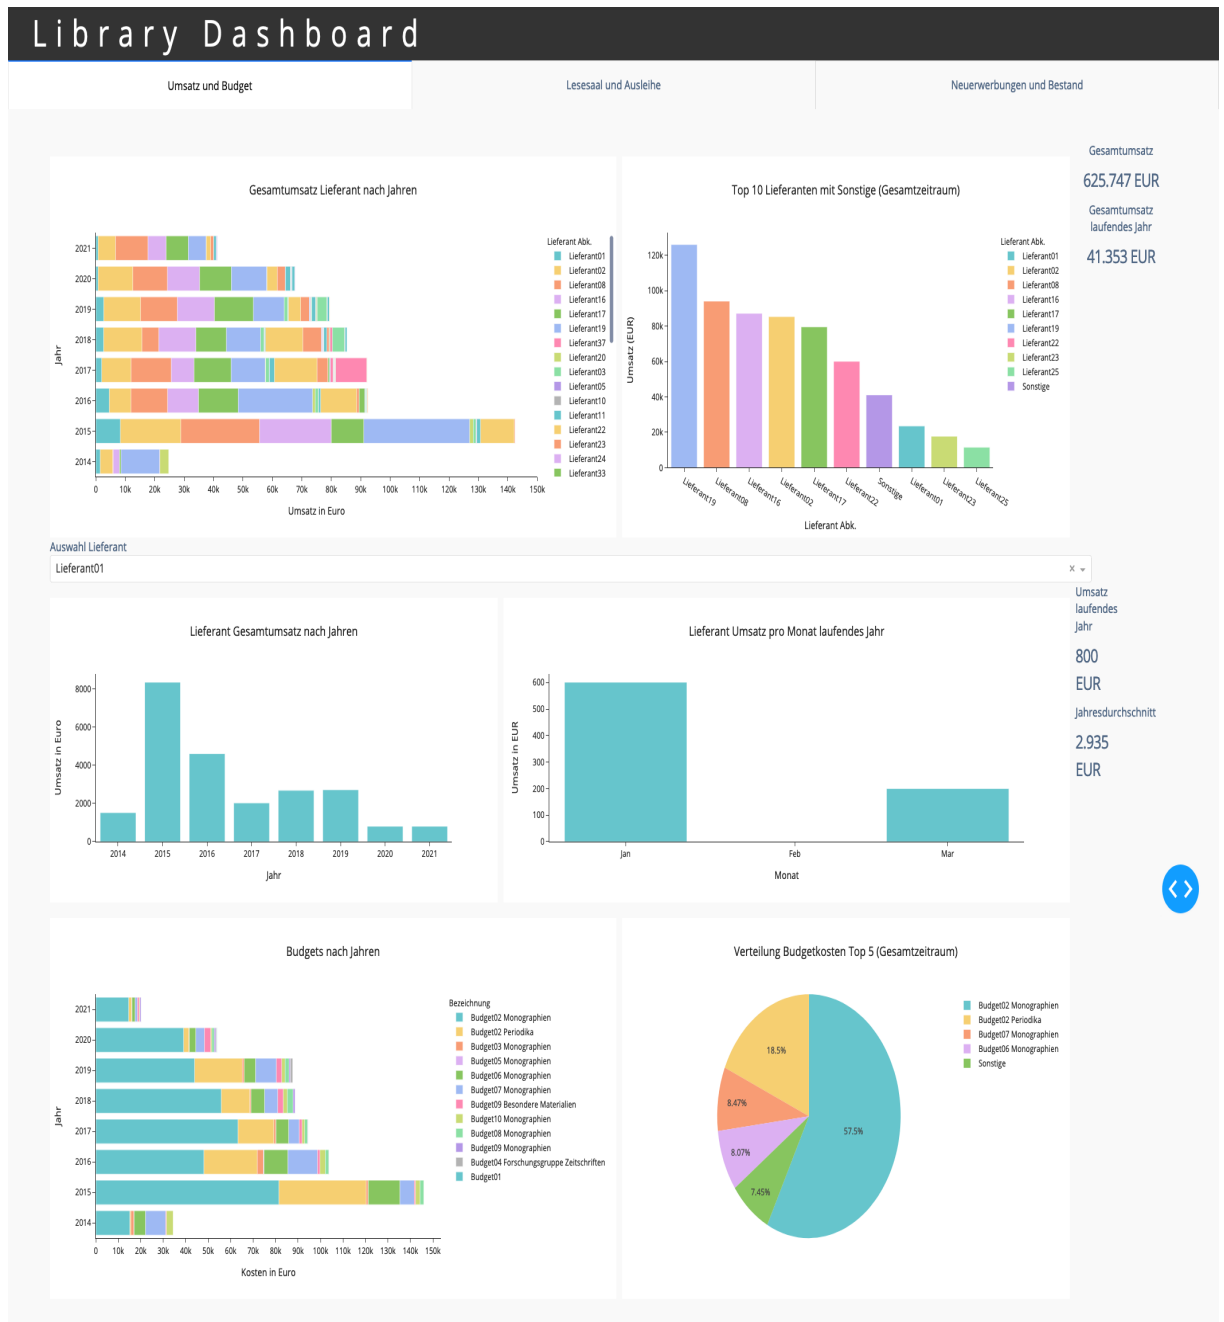 Library Dashboard
Umsatz und Budget
Lesesaal und Ausleihe
Neuerwerbungen und Bestand
Gesamtumsatz Lieferant nach Jahren
Jahr
2021
2020
2019
2018
2017
2016
2015
2014
0 10k 20k 30k 40k 50k 60k 70k 80k 90k 100k 110k 120k 130k 140k 150k
Umsatz in Euro
Lieferant Abk.
Lieferant01
Lieferant02
Lieferant08
Lieferant16
Lieferant17
Lieferant19
Lieferant37
Lieferant20
Lieferant03
Lieferant05
Lieferant10
Lieferant11
Lieferant22
Lieferant23
Lieferant24
Lieferant33
Top 10 Lieferanten mit Sonstige (Gesamtzeitraum)
Umsatz (EUR)
120k
100k
80k
60k
40k
20k
0
Lieferant19 Lieferant08 Lieferant16 Lieferant02 Lieferant17 Lieferant22 Sonstige Lieferant01 Lieferant23 Lieferant25
Lieferant Abk.
Lieferant Abk.
Lieferant01
Lieferant02
Lieferant08
Lieferant16
Lieferant17
Lieferant19
Lieferant22
Lieferant23
Lieferant25
Sonstige
Gesamtumsatz
625.747 EUR
Gesamtumsatz
laufendes Jahr
41.353 EUR
Auswahl Lieferant
Lieferant01
x
Lieferant Gesamtumsatz nach Jahren
Umsatz in Euro
8000
6000
4000
2000
0
2014 2015 2016 2017 2018 2019 2020 2021
Jahr
Lieferant Umsatz pro Monat laufendes Jahr
Umsatz in EUR
600
500
400
300
200
100
0
Jan Feb Mar
Monat
Umsatz
laufendes
Jahr
800
EUR
Jahresdurchschnitt
2.935
EUR
Budgets nach Jahren
Jahr
2021
2020
2019
2018
2017
2016
2015
2014
0 10k 20k 30k 40k 50k 60k 70k 80k 90k 100k 110k 120k 130k 140k 150k
Kosten in Euro
Bezeichnung
Budget02 Monographien
Budget02 Periodika
Budget03 Monographien
Budget05 Monographien
Budget06 Monographien
Budget07 Monographien
Budget09 Besondere Materialien
Budget10 Monographien
Budget08 Monographien
Budget09 Monographien
Budget04 Forschungsgruppe Zeitschriften
Budget01
Verteilung Budgetkosten Top 5 (Gesamtzeitraum)
18.5%
8.47%
8.07%
7.45%
57.5%
Budget02 Monographien
Budget02 Periodika
Budget07 Monographien
Budget06 Monographien
Sonstige